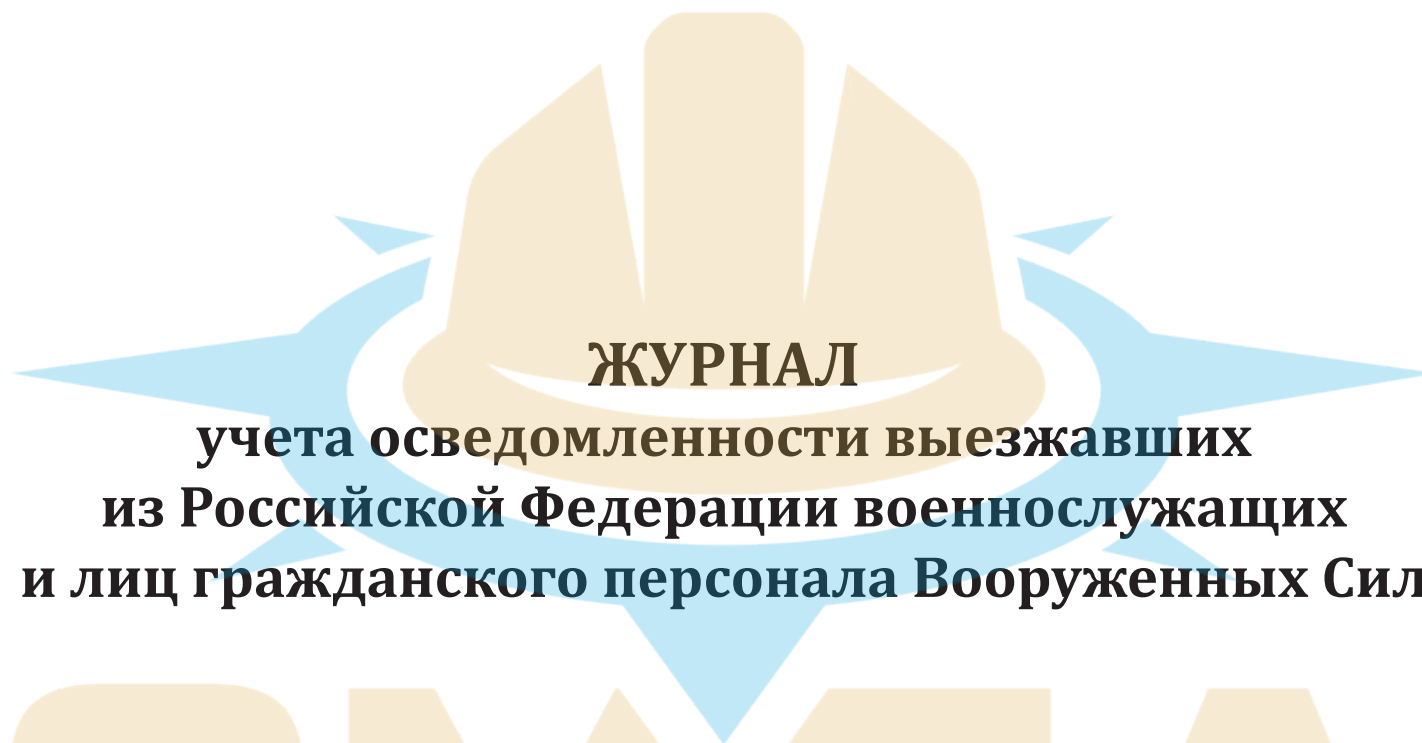 ЖУРНАЛ
учета осведомленности выезжавших
из Российской Федерации военнослужащих
и лиц гражданского персонала Вооруженных Сил